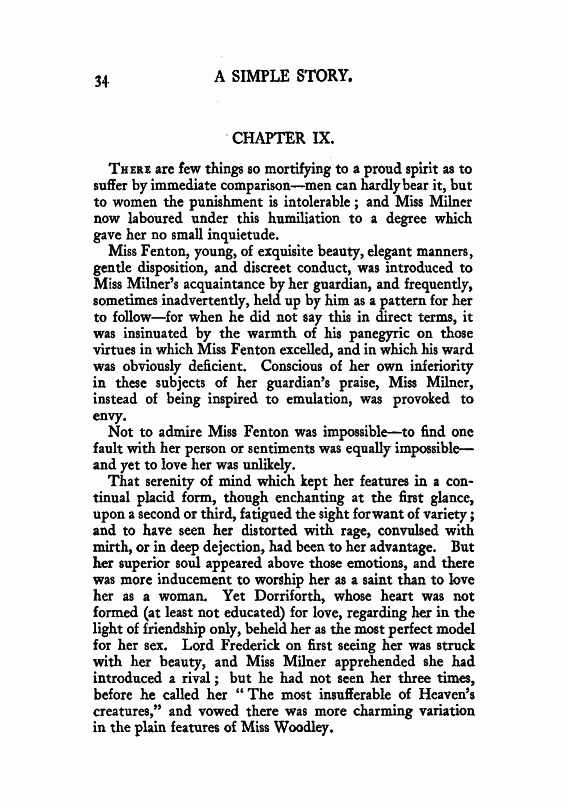 34
A SIMPLE STORY.
CHAPTER IX.
THERE are few things so mortifying to a proud spirit as to
suffer by immediate comparison—men can hardly bear it, but
to women the punishment is intolerable ; and Miss Milner
now laboured under this humiliation to a degree which
gave her no small inquietude.
Miss Fenton, young, of exquisite beauty, elegant manners,
gentle disposition, and discreet conduct, was introduced to
Miss Milner's acquaintance by her guardian, and frequently,
sometimes inadvertently, held up by him as a pattern for her
to follow—for when he did not say this in direct terms, it
was insinuated by the warmth of his panegyric on those
virtues in which Miss Fenton excelled, and in which his ward
was obviously deficient. Conscious of her own inferiority
in these subjects of her guardian's praise, Miss Milner,
instead of being inspired to emulation, was provoked to
envy.
Not to admire Miss Fenton was impossible—to find one
fault with her person or sentiments was equally impossible—
and yet to love her was unlikely.
That serenity of mind which kept her features in a con-
tinual placid form, though enchanting at the first glance,
upon a second or third, fatigued the sight for want of variety ;
and to have seen her distorted with rage, convulsed with
mirth, or in deep dejection, had been to her advantage. But
her superior soul appeared above those emotions, and there
was more inducement to worship her as a saint than to love
her as a woman. Yet Dorriforth, whose heart was not
formed (at least not educated) for love, regarding her in the
light of friendship only, beheld her as the most perfect model
for her sex. Lord Frederick on first seeing her was struck
with her beauty, and Miss Milner apprehended she had
introduced a rival ; but he had not seen her three times,
before he called her " The most insufferable of Heaven's
creatures," and vowed there was more charming variation
in the plain features of Miss Woodley.